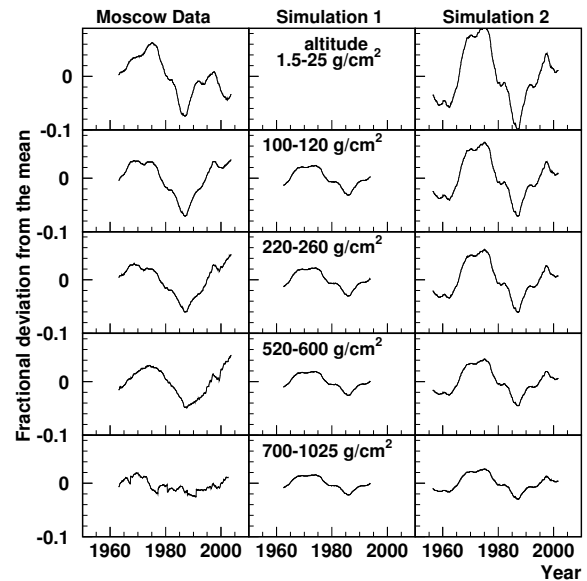 Moscow Data Simulation 1 Simulation 2
altitude
1.5-25 g/cm²
0
-0.1
100-120 g/cm²
0
-0.1
220-260 g/cm²
0
-0.1
520-600 g/cm²
0
-0.1
700-1025 g/cm²
0
-0.1
1960 1980 2000 1960 1980 2000 1960 1980 2000
Year
Fractional deviation from the mean